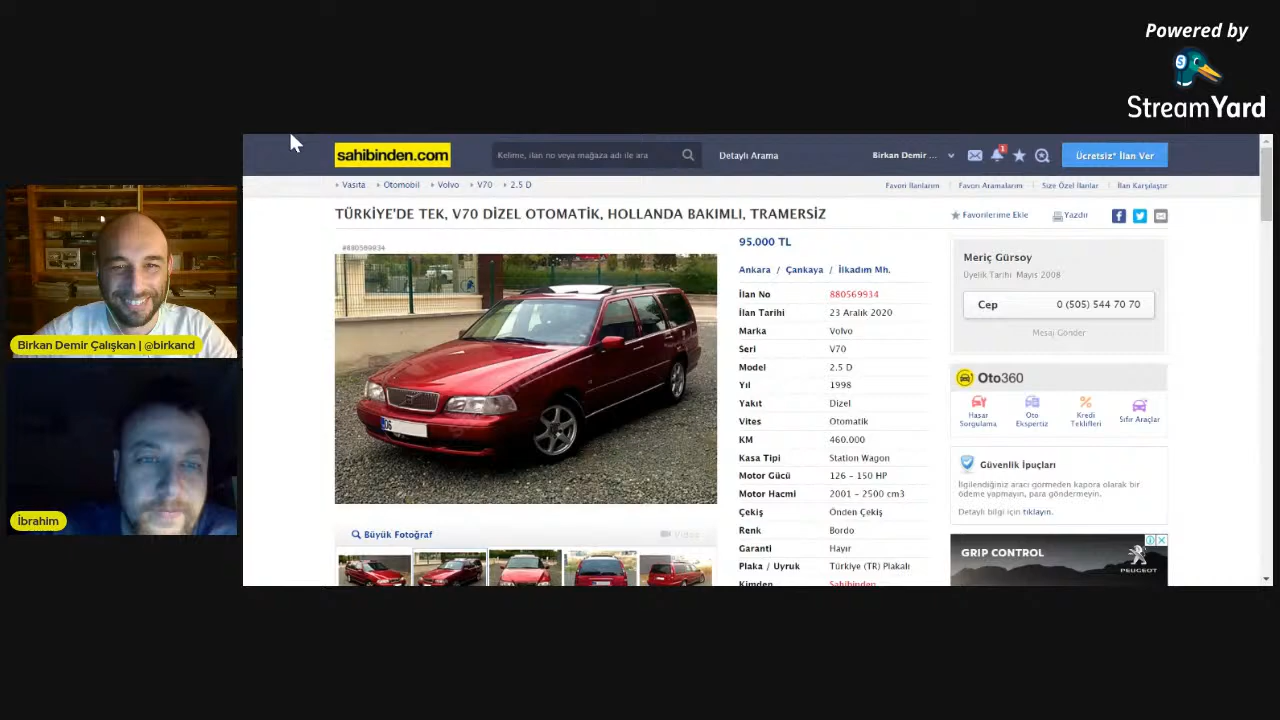 Powered by
StreamYard
sahibinden.com
Kelime, ilan no veya mağaza adı ile ara
Detaylı Arama
Birkan Demir ...
1
Ücretsiz* İlan Ver
Vasıta
Otomobil
Volvo
V70
2.5 D
Favori İlanlarım
Favori Aramalarım
Size Özel İlanlar
İlan Karşılaştır
TÜRKİYE'DE TEK, V70 DİZEL OTOMATİK, HOLLANDA BAKIMLI, TRAMERSİZ
Favorilerime Ekle
Yazdır
#880569934
95.000 TL
Ankara / Çankaya / İlkadım Mh.
İlan No 880569934
İlan Tarihi 23 Aralık 2020
Marka Volvo
Seri V70
Model 2.5 D
Yıl 1998
Yakıt Dizel
Vites Otomatik
KM 460.000
Kasa Tipi Station Wagon
Motor Gücü 126 - 150 HP
Motor Hacmi 2001 - 2500 cm3
Çekiş Önden Çekiş
Renk Bordo
Garanti Hayır
Plaka / Uyruk Türkiye (TR) Plakalı
Kimden Sahibinden
06
Büyük Fotoğraf
Video
Meriç Gürsoy
Üyelik Tarihi Mayıs 2008
Cep 0 (505) 544 70 70
Mesaj Gönder
Oto360
Hasar Sorgulama
Oto Ekspertiz
Kredi Teklifleri
Sıfır Araçlar
Güvenlik İpuçları
İlgilendiğiniz aracı görmeden kapora olarak bir
ödeme yapmayın, para göndermeyin.
Detaylı bilgi için tıklayın.
GRIP CONTROL
PEUGEOT
Birkan Demir Çalışkan | @birkand
İbrahim